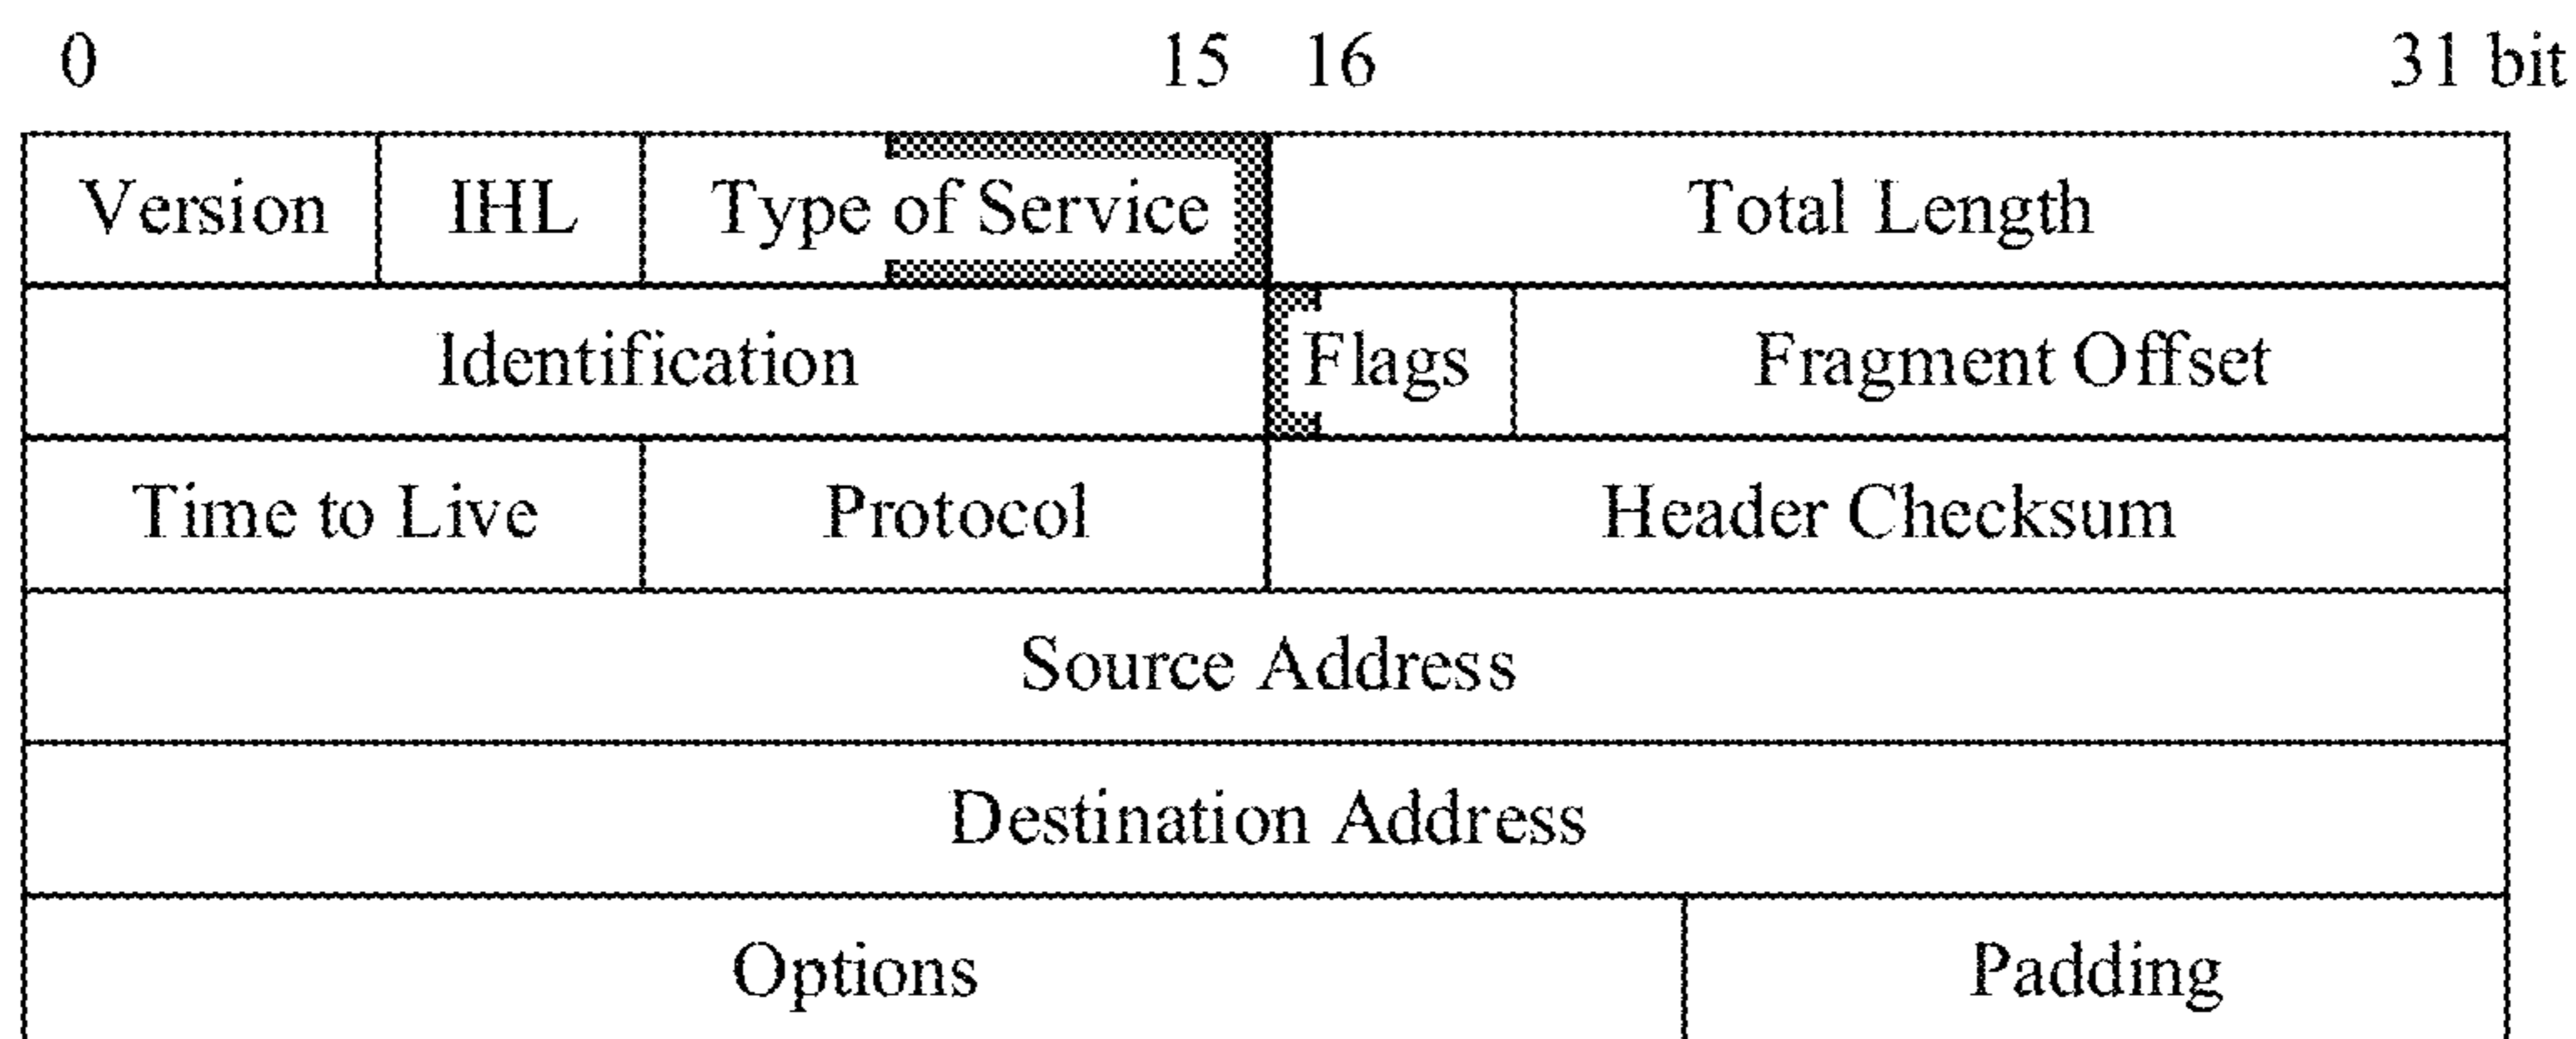 0 15 16 31 bit
Version IHL Type of Service Total Length
Identification Flags Fragment Offset
Time to Live Protocol Header Checksum
Source Address
Destination Address
Options Padding